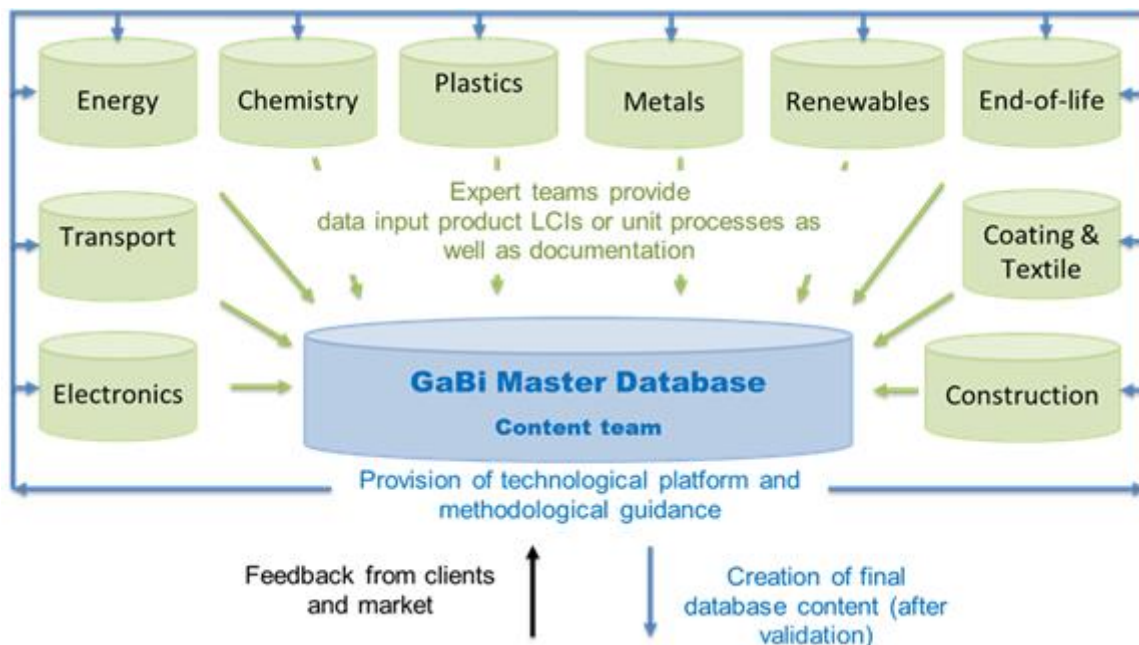 Energy
Chemistry
Plastics
Metals
Renewables
End-of-life
Expert teams provide
data input product LCIs or unit processes as
well as documentation
Transport
Coating &
Textile
Electronics
GaBi Master Database
Content team
Construction
Provision of technological platform and
methodological guidance
Feedback from clients
and market
Creation of final
database content (after
validation)